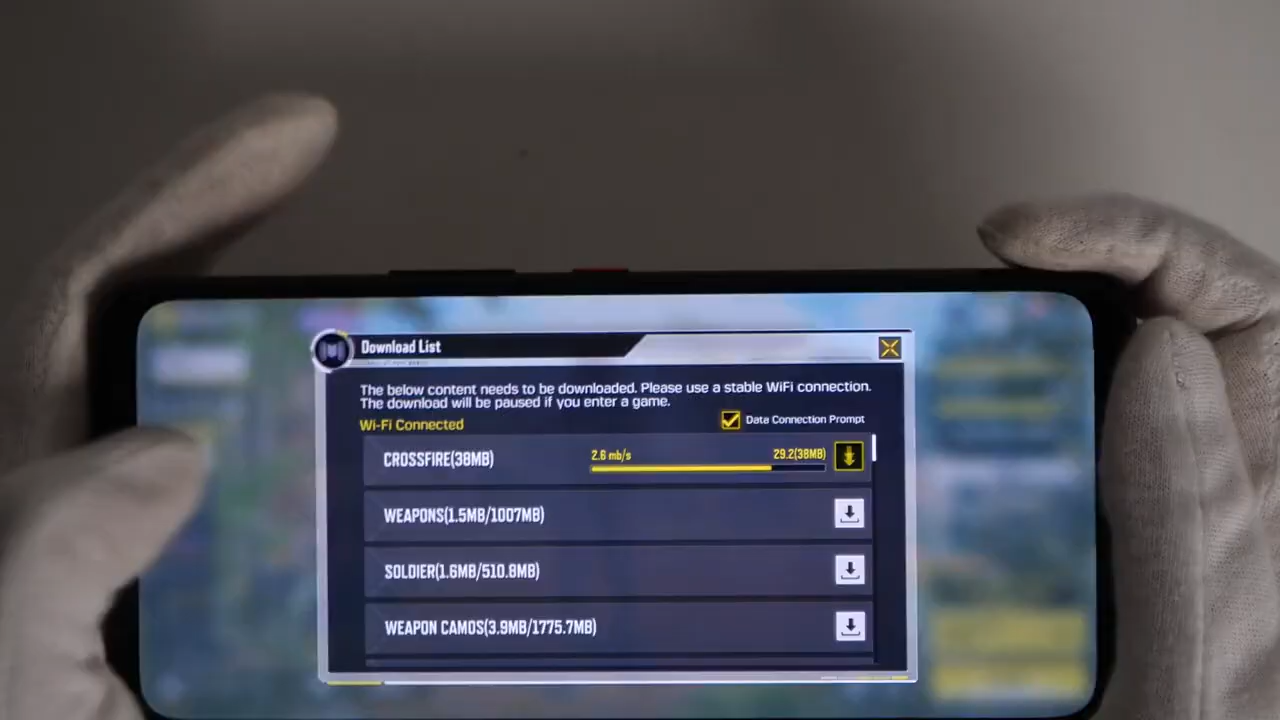 Download List
The below content needs to be downloaded. Please use a stable WiFi connection.
The download will be paused if you enter a game.
Wi-Fi Connected
Data Connection Prompt
CROSSFIRE(38MB)
2.6 mb/s
29.2(38MB)
WEAPONS(1.5MB/1007MB)
SOLDIER(1.6MB/510.8MB)
WEAPON CAMOS(3.9MB/1775.7MB)